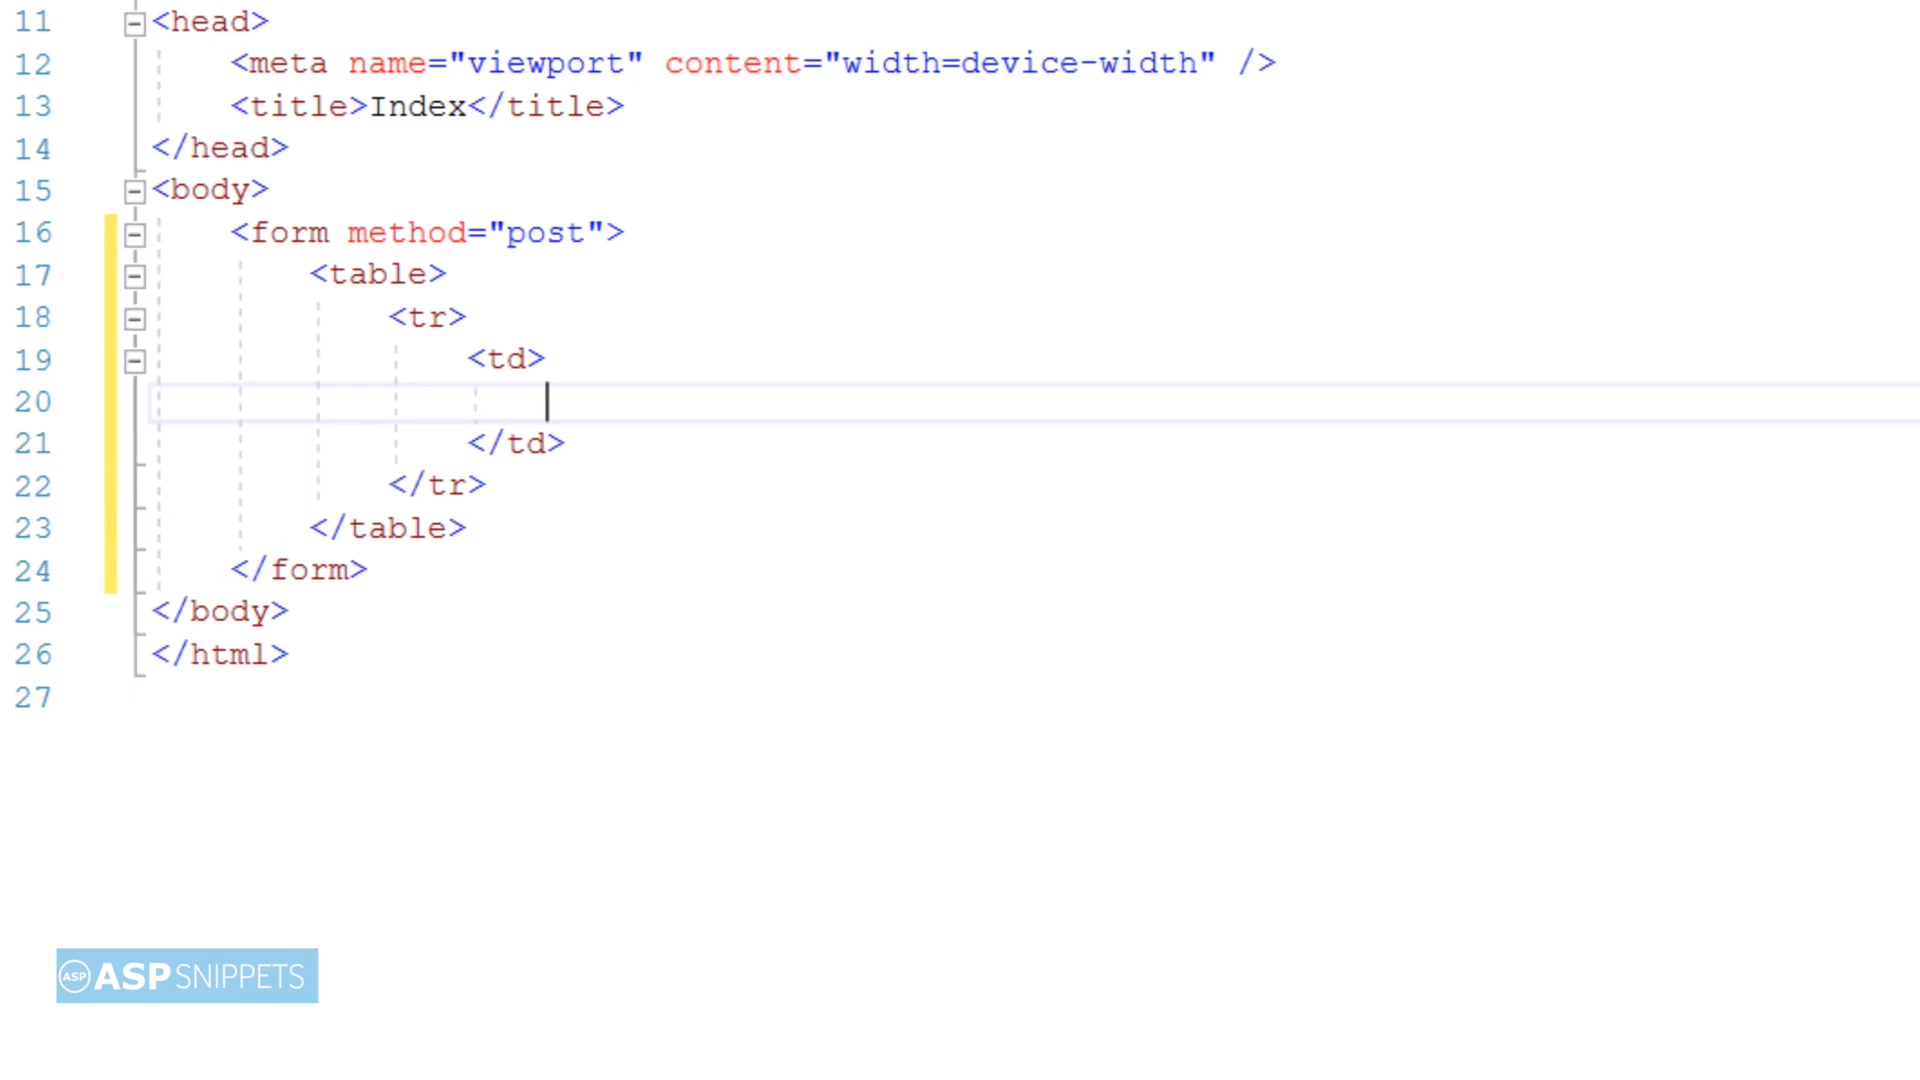 11 <head>
12 <meta name="viewport" content="width=device-width" />
13 <title>Index</title>
14 </head>
15 <body>
16 <form method="post">
17 <table>
18 <tr>
19 <td>
20
21 </td>
22 </tr>
23 </table>
24 </form>
25 </body>
26 </html>
27
ASP ASPSNIPPETS